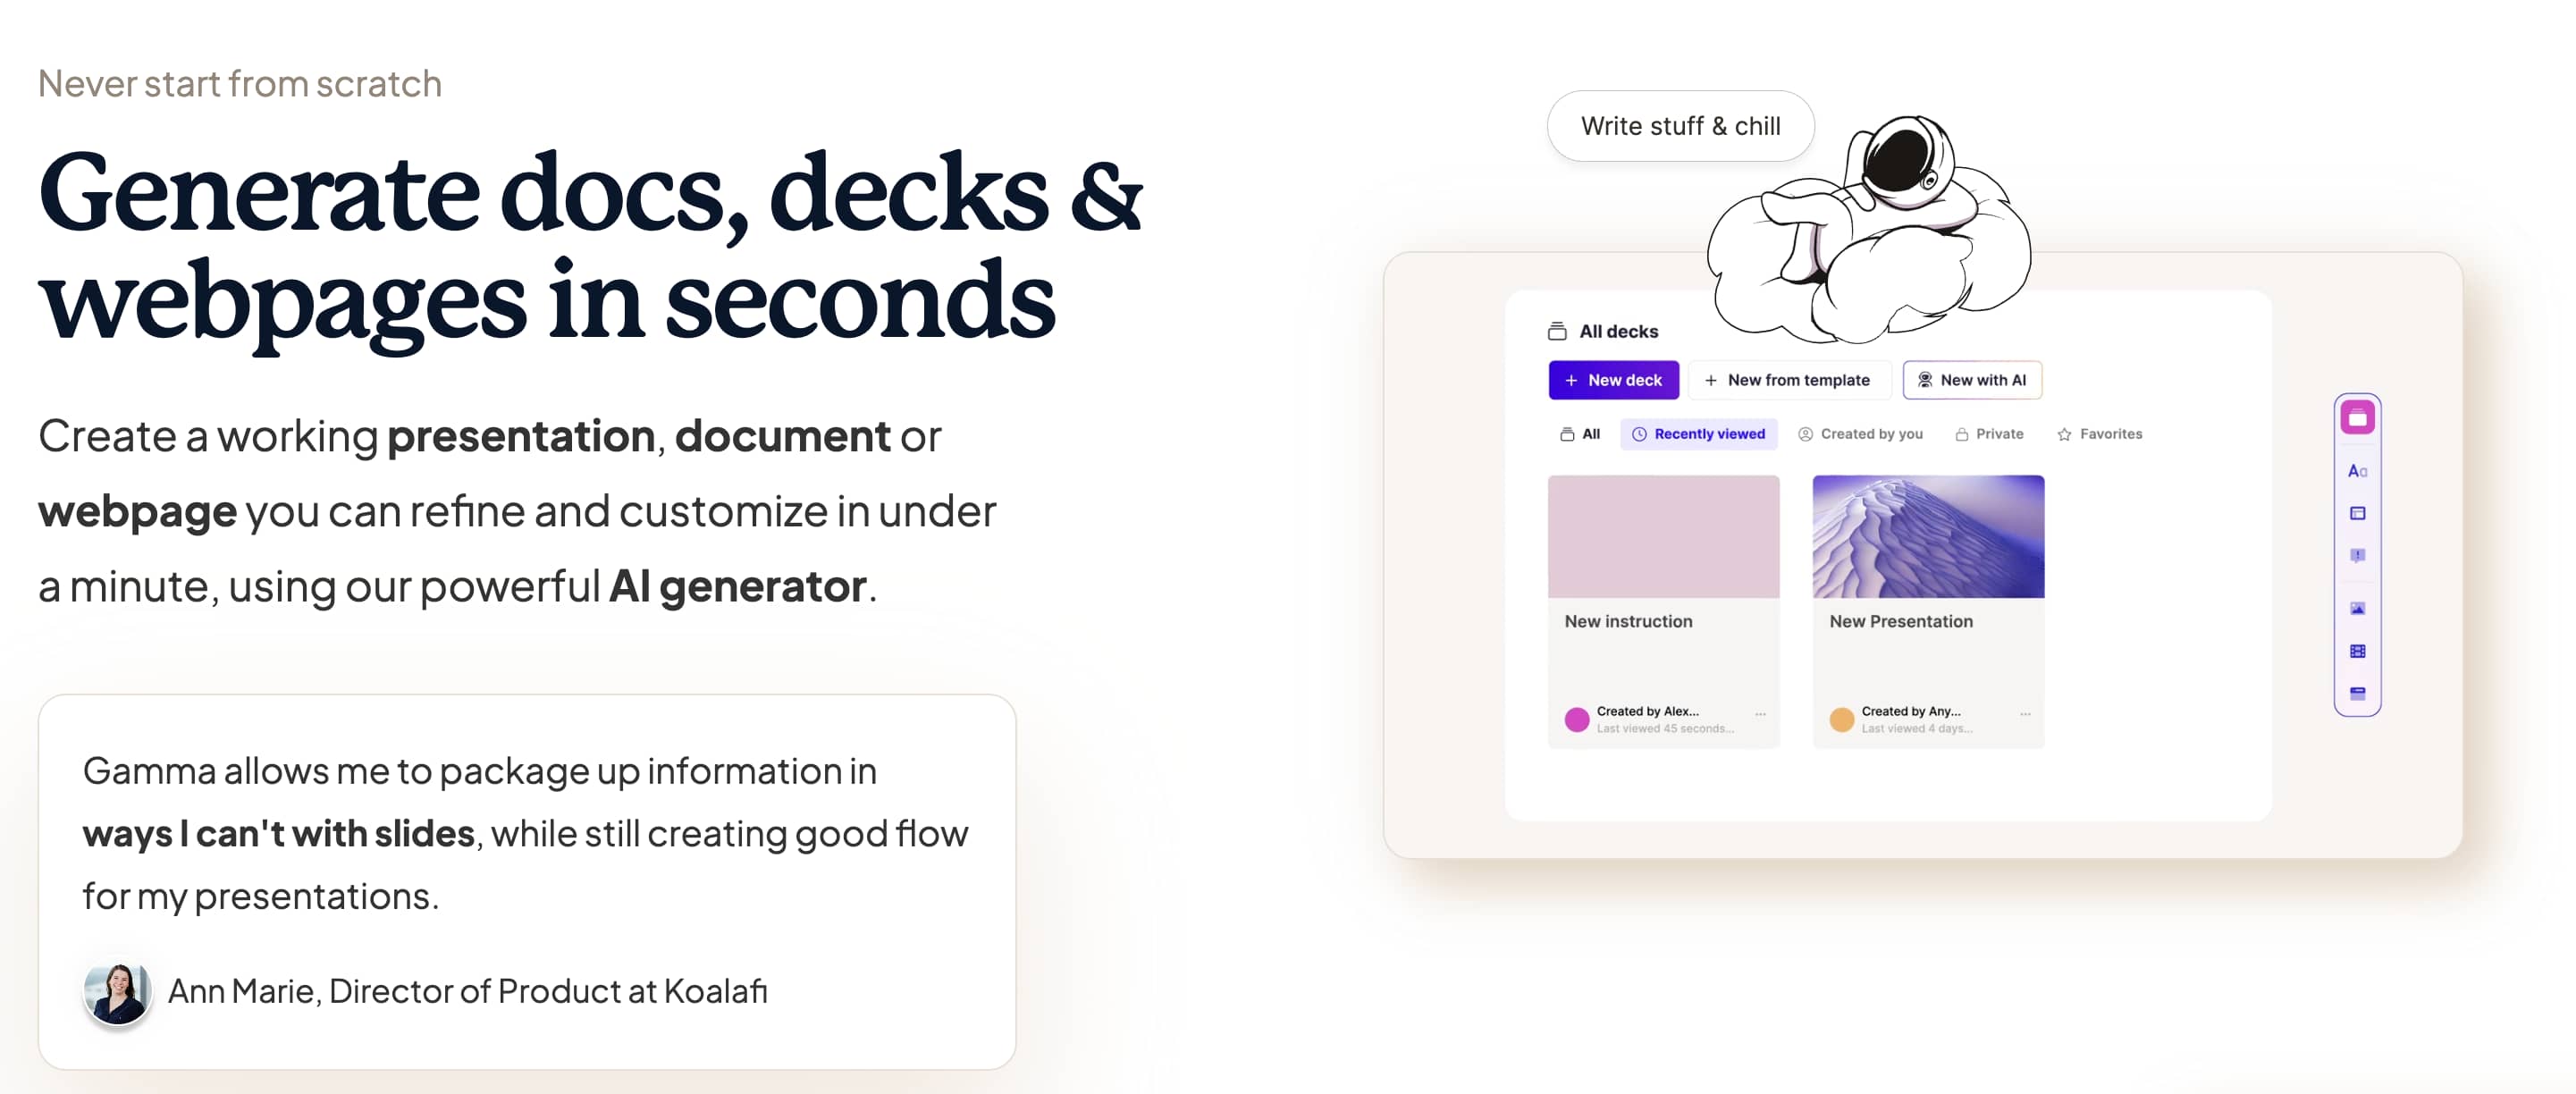 Never start from scratch
Generate docs, decks &
webpages in seconds
Create a working presentation, document or
webpage you can refine and customize in under
a minute, using our powerful AI generator.
Gamma allows me to package up information in
ways I can't with slides, while still creating good flow
for my presentations.
Ann Marie, Director of Product at Koalafi
Write stuff & chill
All decks
+ New deck + New from template New with AI
All Recently viewed Created by you Private Favorites
New instruction
Created by Alex...
Last viewed 45 seconds...
New Presentation
Created by Any...
Last viewed 4 days...
Aa